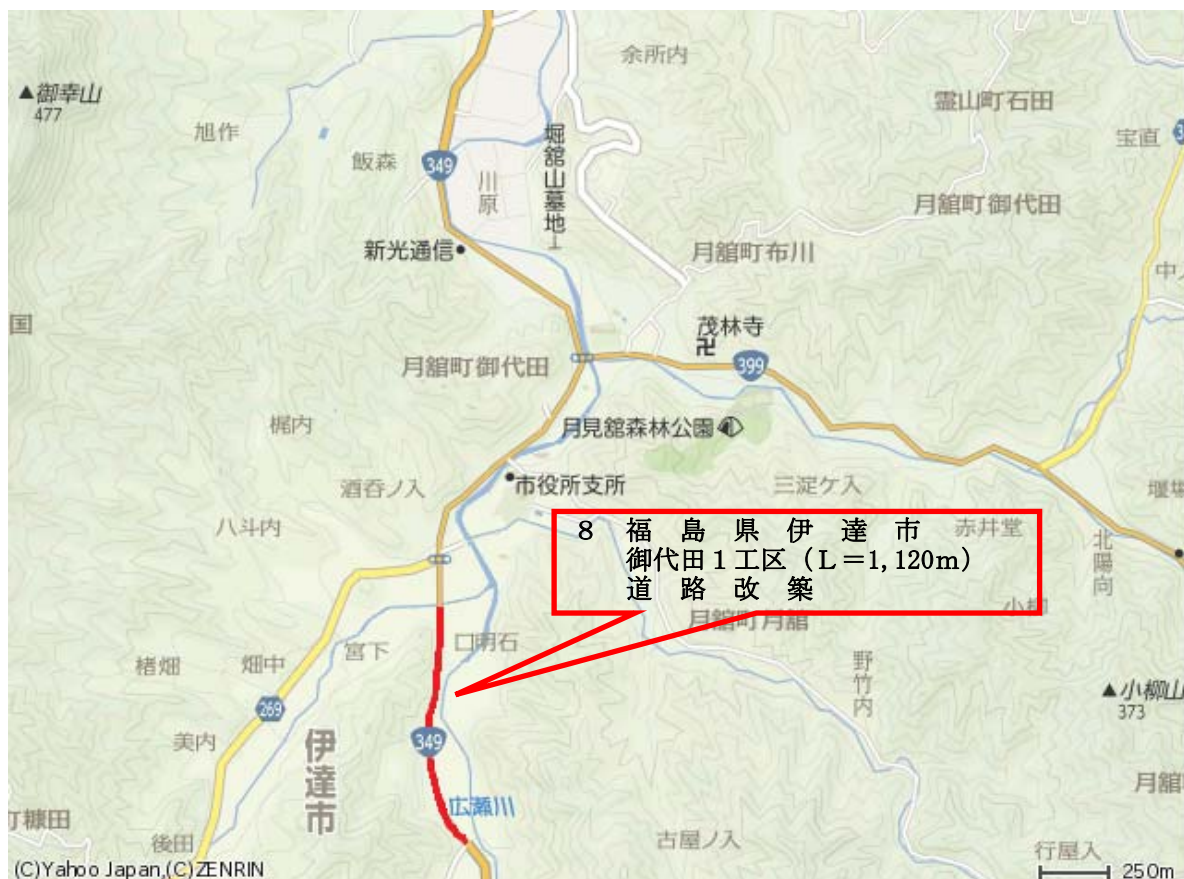 余所内
▲御幸山
477
霊山町石田
旭作
宝直
飯森
349
川原
堀舘山墓地
月舘町御代田
新光通信
月舘町布川
国
茂林寺
卍
399
月舘町御代田
月見舘森林公園
梶内
市役所支所
三淀ケ入
酒呑ノ入
八斗内
赤井堂
北陽向
8 福島県伊達市
御代田1工区(L=1,120m)
道路改築
小柳
月舘町月舘
口明石
宮下
楮畑
畑中
野竹内
▲小柳山
373
269
美内
349
伊達市
広瀬川
後田
古屋ノ入
行屋入
(C)Yahoo Japan,(C)ZENRIN
250m